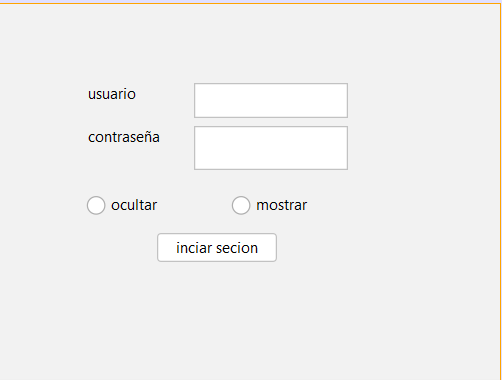 usuario
contraseña
ocultar mostrar
inciar secion